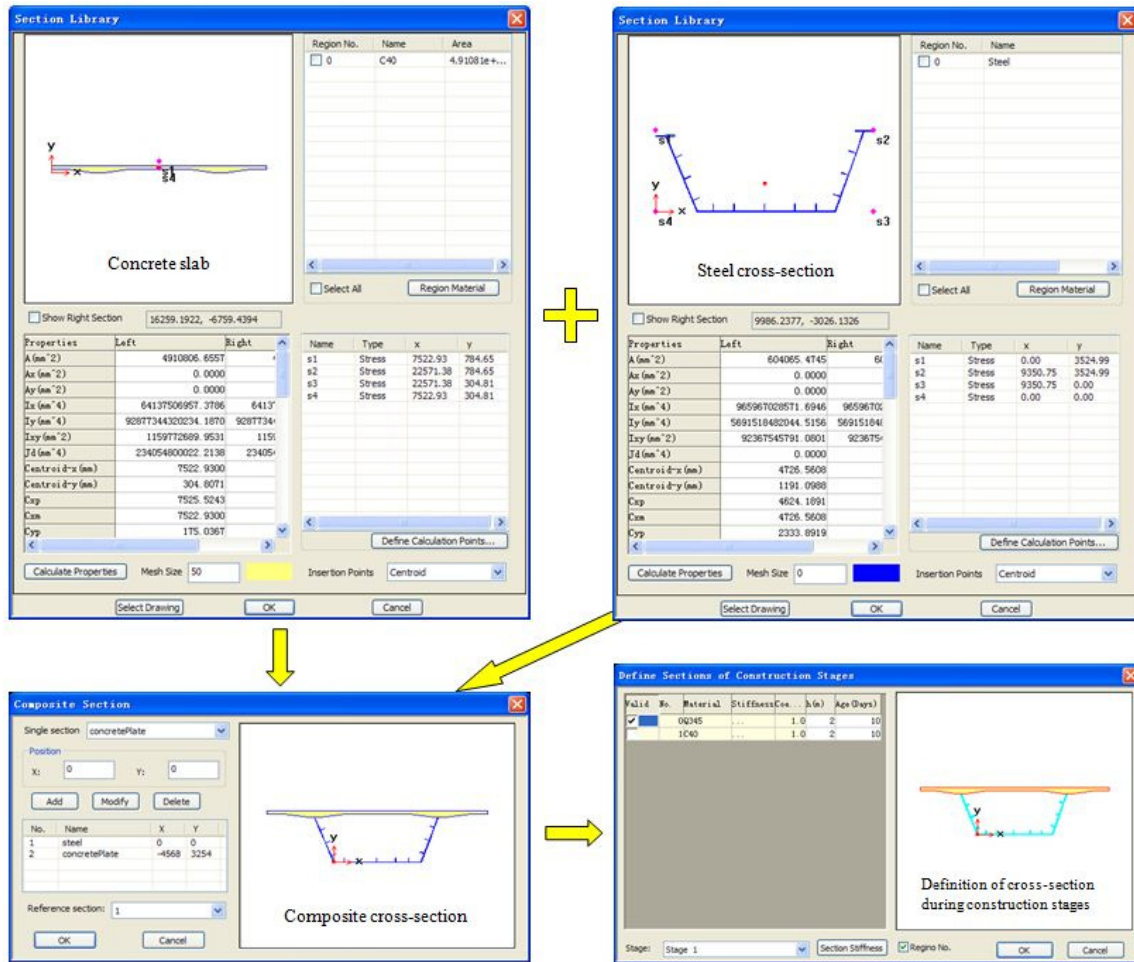 Section Library
Region No. Name Area
0 C40 4.91081e+...
y
x
s4
Concrete slab
Select All Region Material
Show Right Section 16259.1922, -6759.4394
Properties Left Right
A(mm^2) 4910806.6557
Ax(mm^2) 0.0000
Ay(mm^2) 0.0000
Ix(mm^4) 64137506957.3786 6413
Iy(mm^4) 92877344320234.1870 9287734
Ixy(mm^2) 1159772689.9531 1159
Jd(mm^4) 234054800022.2138 234054
Centroid-x(mm) 7522.9300
Centroid-y(mm) 304.8071
Cxp 7525.5243
Cxm 7522.9300
Cyp 175.0367
Name Type x y
s1 Stress 7522.93 784.65
s2 Stress 22571.38 784.65
s3 Stress 22571.38 304.81
s4 Stress 7522.93 304.81
Define Calculation Points...
Calculate Properties Mesh Size 50 Insertion Points Centroid
Select Drawing OK Cancel
Section Library
Region No. Name
0 Steel
s1 s2
y
x
s4 s3
Steel cross-section
Select All Region Material
Show Right Section 9986.2377, -3026.1326
Properties Left Right
A(mm^2) 604065.4745 60
Ax(mm^2) 0.0000
Ay(mm^2) 0.0000
Ix(mm^4) 965967028571.6946 9659670
Iy(mm^4) 5691518482044.5156 56915184
Ixy(mm^2) 92367545791.0801 923675
Jd(mm^4) 0.0000
Centroid-x(mm) 4726.5608
Centroid-y(mm) 1191.0988
Cxp 4624.1891
Cxm 4726.5608
Cyp 2333.8919
Name Type x y
s1 Stress 0.00 3524.99
s2 Stress 9350.75 3524.99
s3 Stress 9350.75 0.00
s4 Stress 0.00 0.00
Define Calculation Points...
Calculate Properties Mesh Size 0 Insertion Points Centroid
Select Drawing OK Cancel
Composite Section
Single section concretePlate
Position
X: 0 Y: 0
Add Modify Delete
No. Name X Y
1 steel 0 0
2 concretePlate -4568 3254
Reference section: 1
OK Cancel
y
x
Composite cross-section
Define Sections of Construction Stages
Valid No. Material Stiffness Coe... h(m) Age(Days)
0 Q345 ... 1.0 2 10
1 C40 ... 1.0 2 10
y
x
Definition of cross-section
during construction stages
Stage: Stage 1 Section Stiffness Regino No. OK Cancel